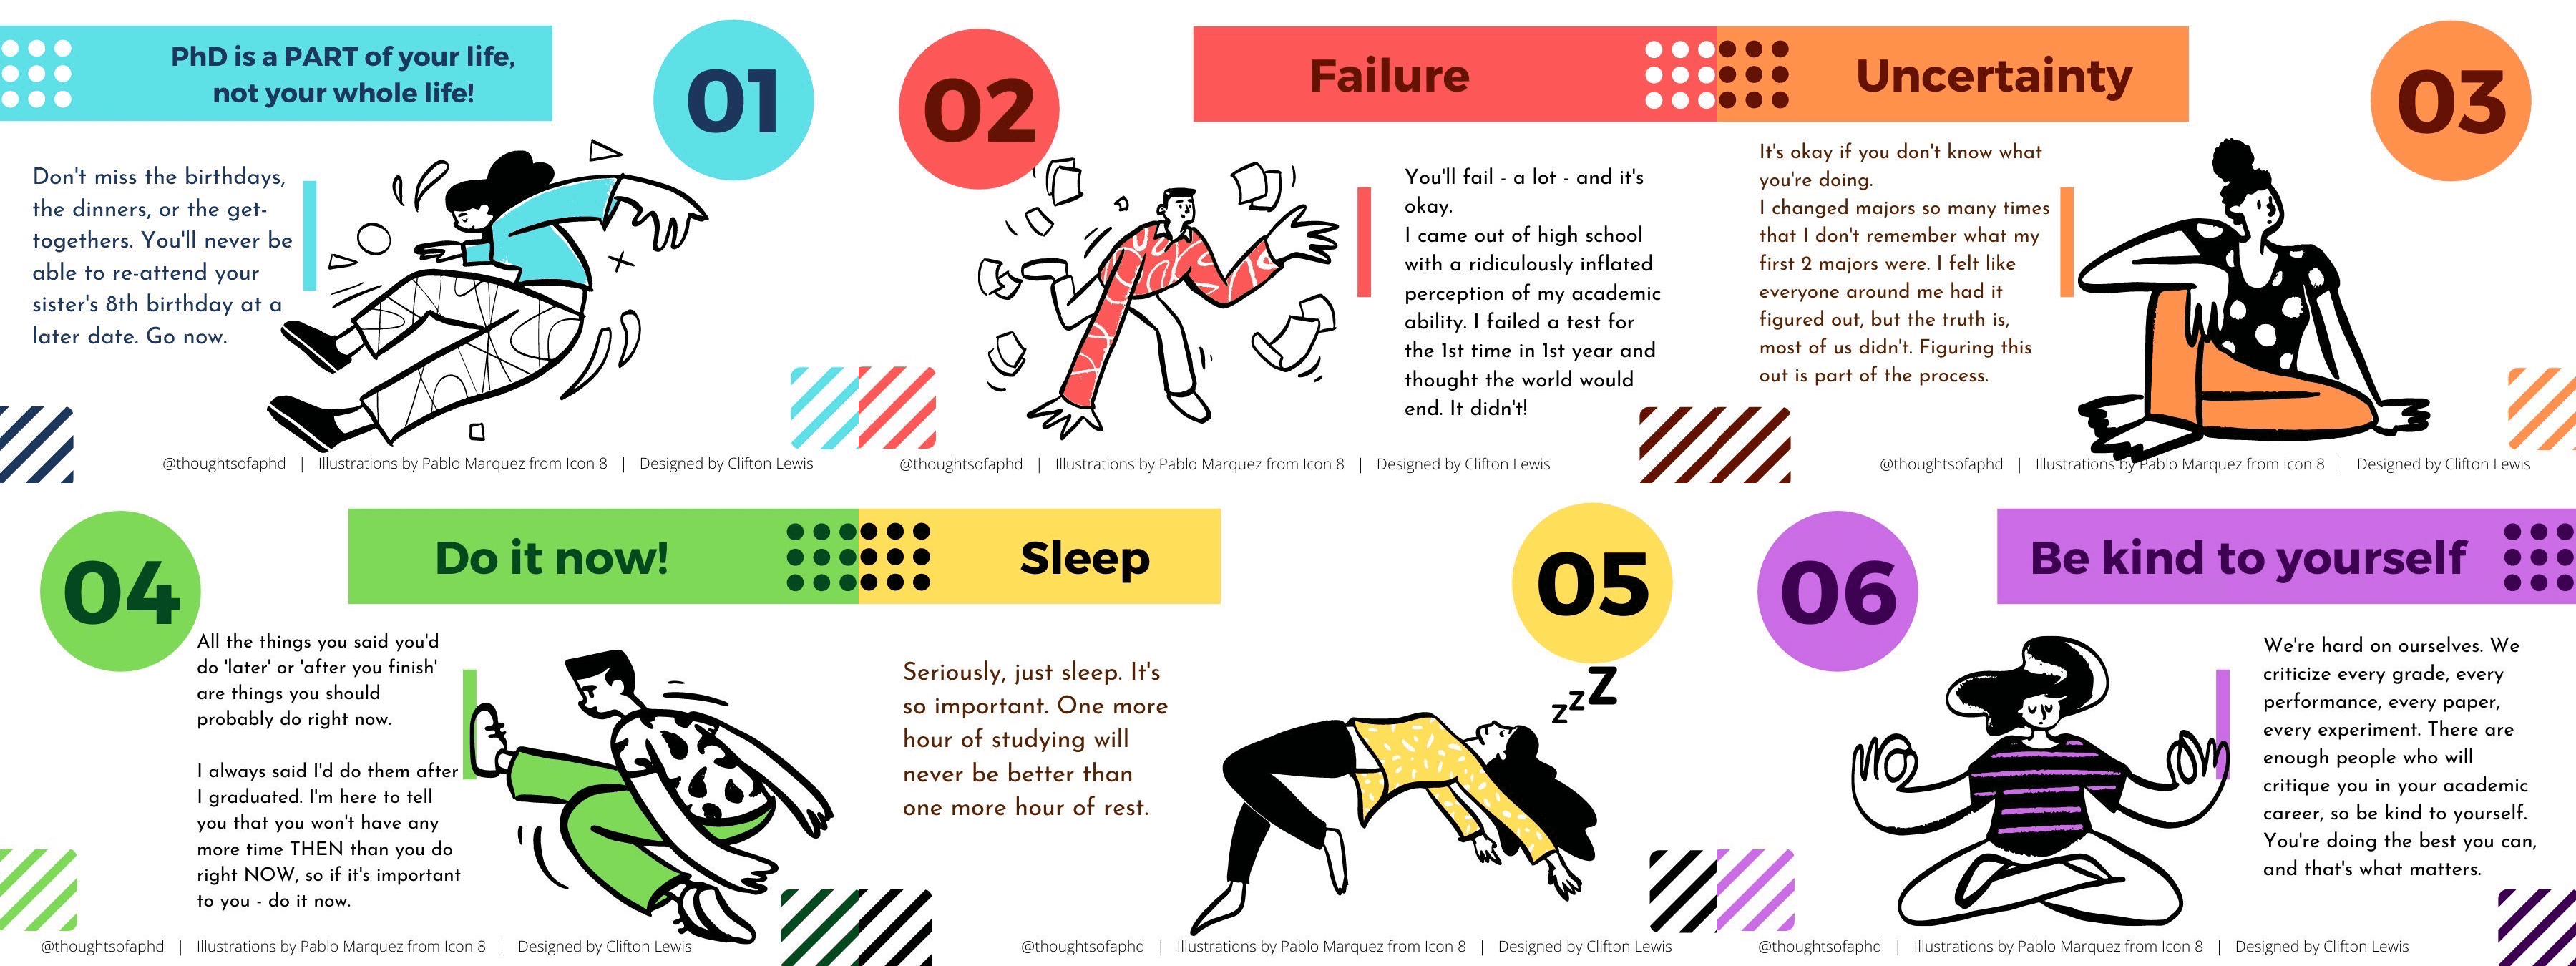 PhD is a PART of your life,
not your whole life!
01
Don't miss the birthdays,
the dinners, or the get-
togethers. You'll never be
able to re-attend your
sister's 8th birthday at a
later date. Go now.
@thoughtsofaphd | Illustrations by Pablo Marquez from Icon 8 | Designed by Clifton Lewis
02
Failure
You'll fail - a lot - and it's
okay.
I came out of high school
with a ridiculously inflated
perception of my academic
ability. I failed a test for
the 1st time in 1st year and
thought the world would
end. It didn't!
@thoughtsofaphd | Illustrations by Pablo Marquez from Icon 8 | Designed by Clifton Lewis
Uncertainty
03
It's okay if you don't know what
you're doing.
I changed majors so many times
that I don't remember what my
first 2 majors were. I felt like
everyone around me had it
figured out, but the truth is,
most of us didn't. Figuring this
out is part of the process.
@thoughtsofaphd | Illustrations by Pablo Marquez from Icon 8 | Designed by Clifton Lewis
04
Do it now!
All the things you said you'd
do 'later' or 'after you finish'
are things you should
probably do right now.
I always said I'd do them after
I graduated. I'm here to tell
you that you won't have any
more time THEN than you do
right NOW, so if it's important
to you - do it now.
@thoughtsofaphd | Illustrations by Pablo Marquez from Icon 8 | Designed by Clifton Lewis
Sleep
05
Seriously, just sleep. It's
so important. One more
hour of studying will
never be better than
one more hour of rest.
zzZ
@thoughtsofaphd | Illustrations by Pablo Marquez from Icon 8 | Designed by Clifton Lewis
06
Be kind to yourself
We're hard on ourselves. We
criticize every grade, every
performance, every paper,
every experiment. There are
enough people who will
critique you in your academic
career, so be kind to yourself.
You're doing the best you can,
and that's what matters.
@thoughtsofaphd | Illustrations by Pablo Marquez from Icon 8 | Designed by Clifton Lewis